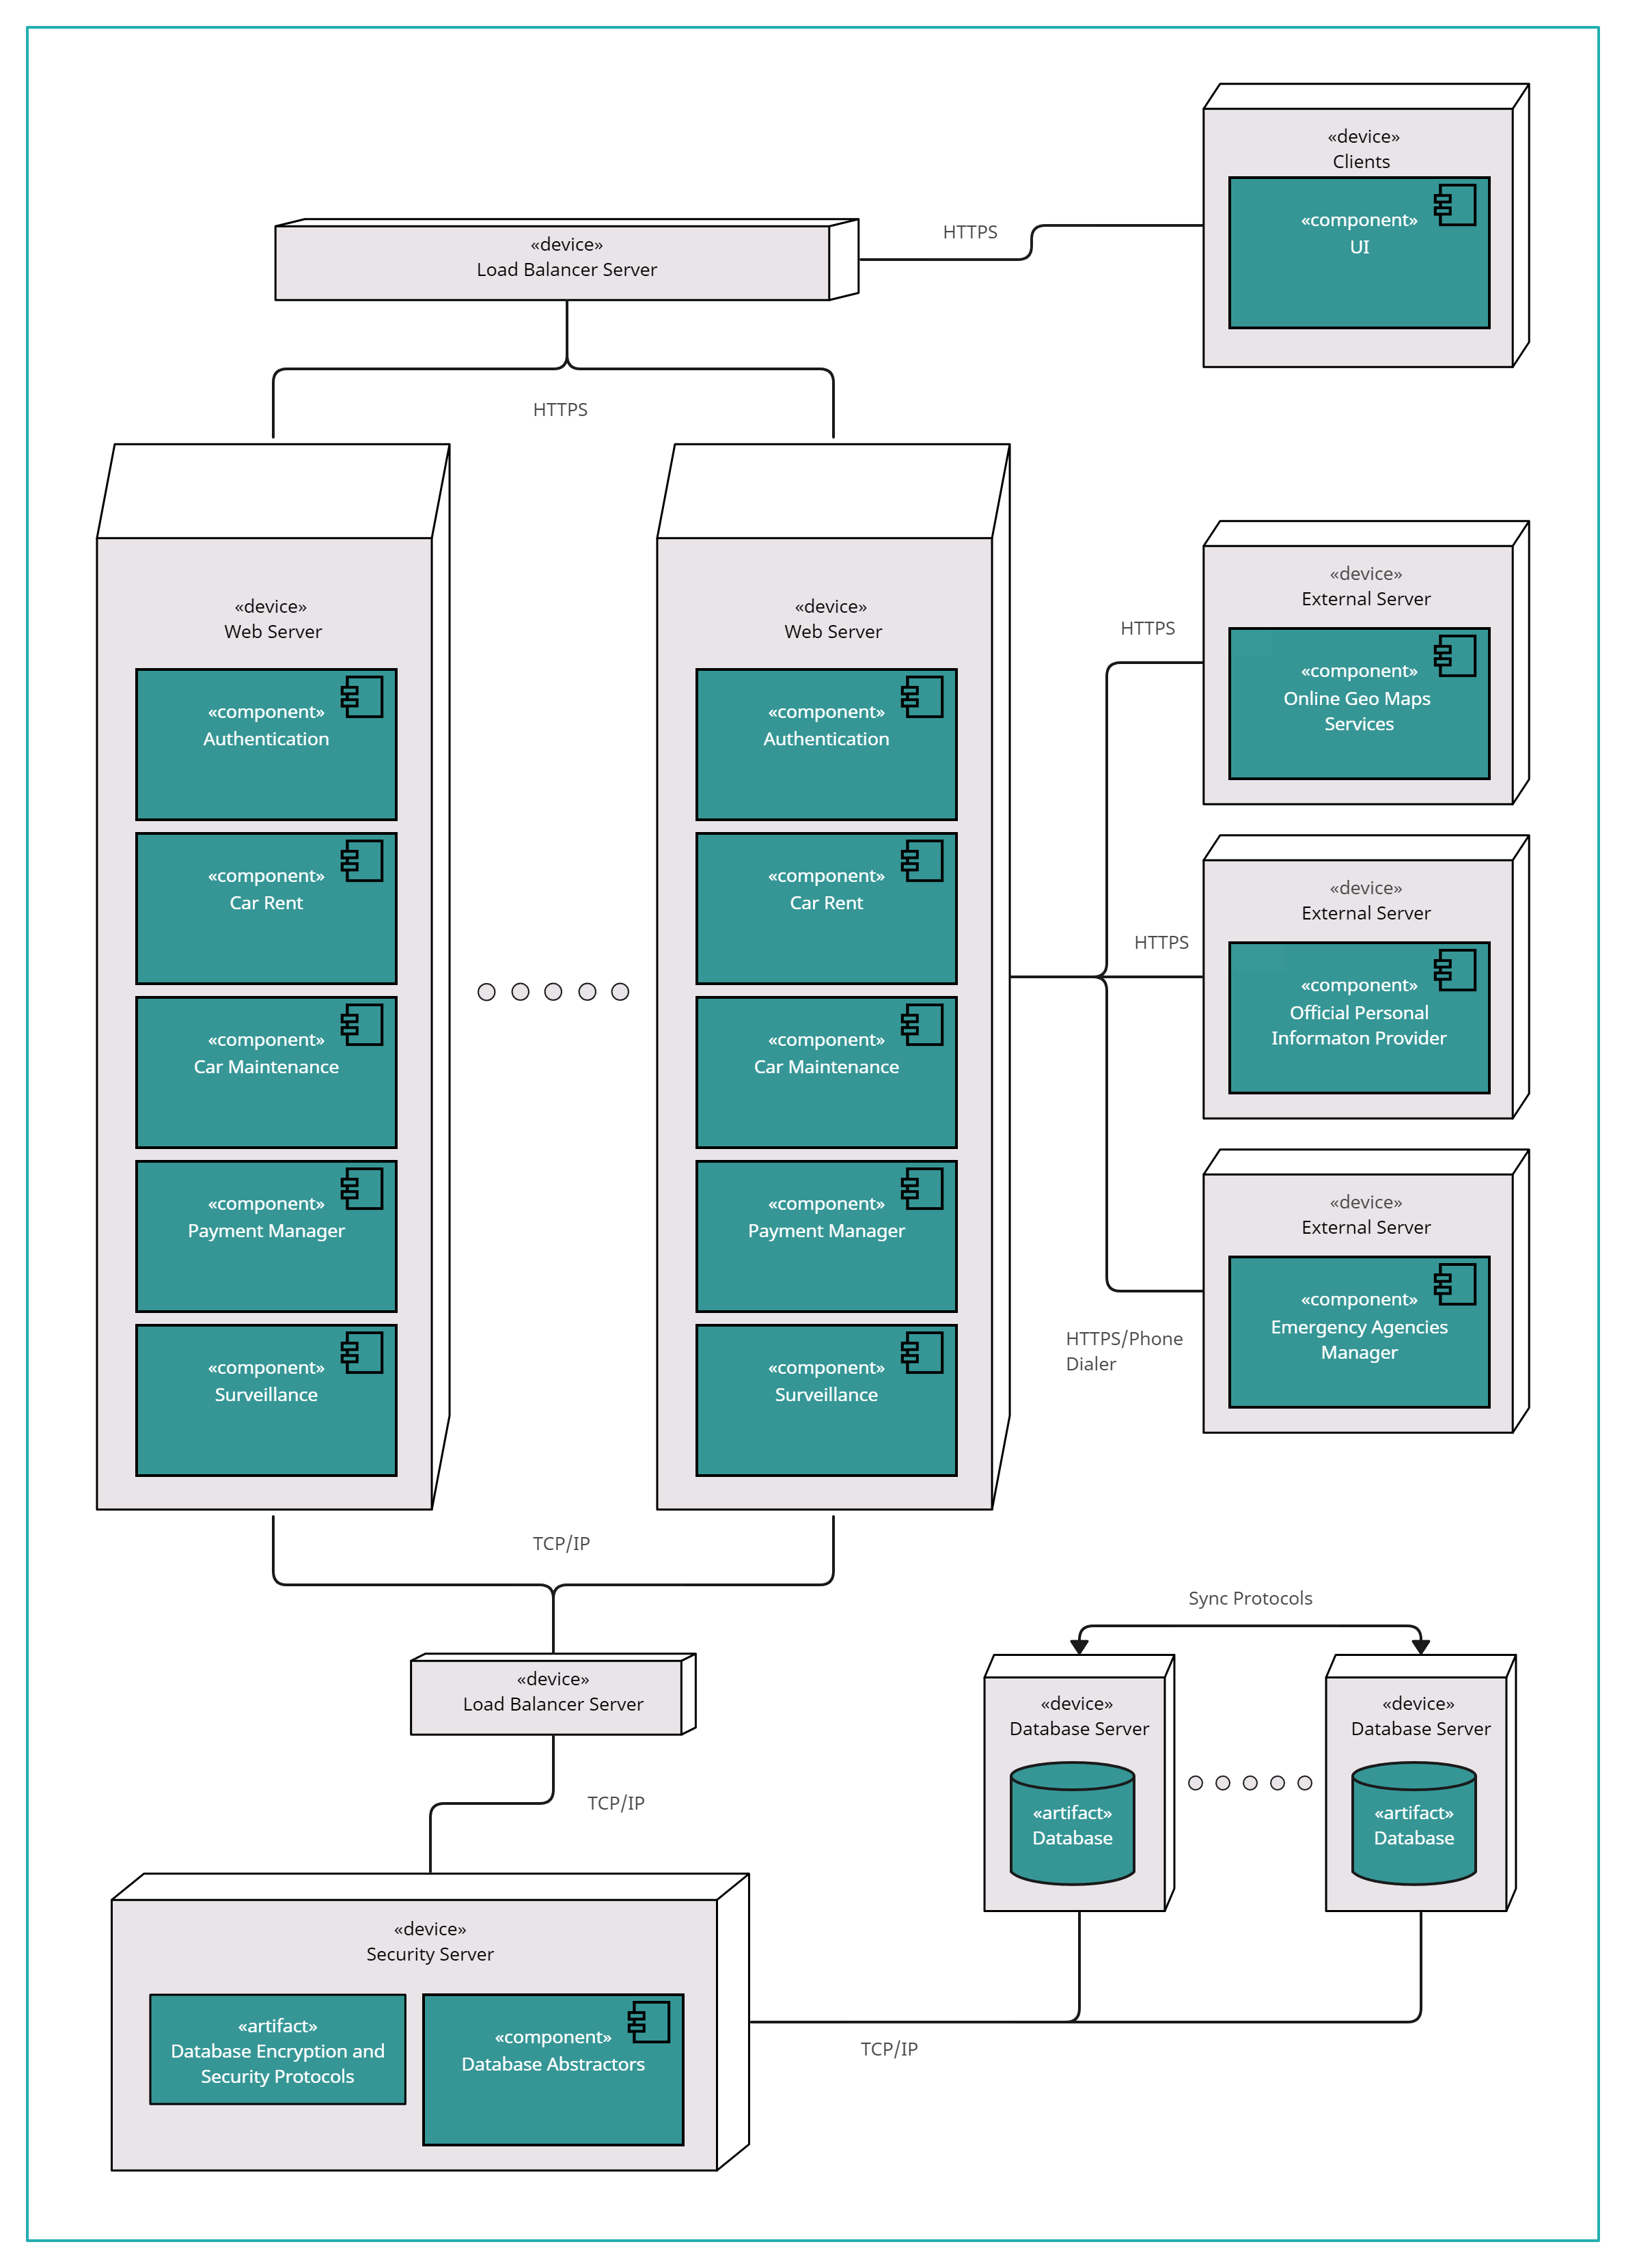 «device»
Clients
«component»
UI
HTTPS
«device»
Load Balancer Server
HTTPS
«device»
Web Server
«component»
Authentication
«component»
Car Rent
«component»
Car Maintenance
«component»
Payment Manager
«component»
Surveillance
«device»
Web Server
«component»
Authentication
«component»
Car Rent
«component»
Car Maintenance
«component»
Payment Manager
«component»
Surveillance
HTTPS
«device»
External Server
«component»
Online Geo Maps
Services
HTTPS
«device»
External Server
«component»
Official Personal
Informaton Provider
HTTPS/Phone
Dialer
«device»
External Server
«component»
Emergency Agencies
Manager
TCP/IP
«device»
Load Balancer Server
TCP/IP
Sync Protocols
«device»
Database Server
«artifact»
Database
«device»
Database Server
«artifact»
Database
«device»
Security Server
«artifact»
Database Encryption and
Security Protocols
«component»
Database Abstractors
TCP/IP